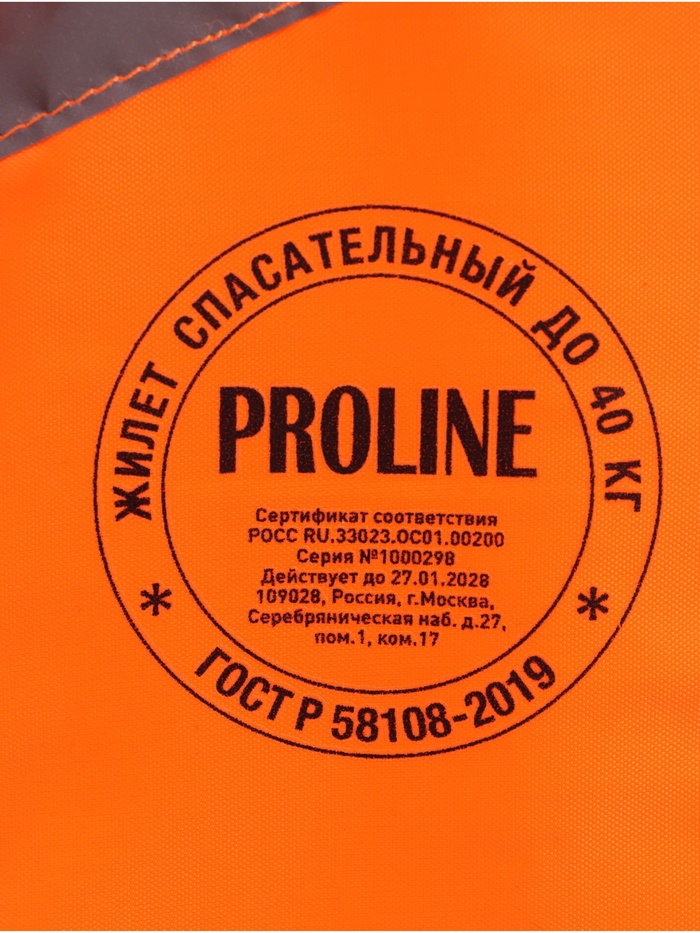 ЖИЛЕТ СПАСАТЕЛЬНЫЙ ДО 40 КГ
PROLINE
Сертификат соответствия
РОСС RU.33023.ОС01.00200
Серия №1000298
Действует до 27.01.2028
109028, Россия, г.Москва,
Серебряническая наб. д.27,
пом.1, ком.17
* *
ГОСТ Р 58108-2019